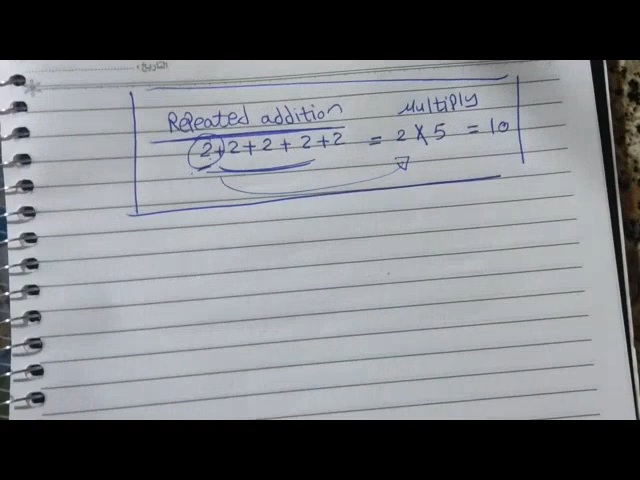 Repeated addition Multiply
2+2+2+2+2 = 2 X 5 = 10